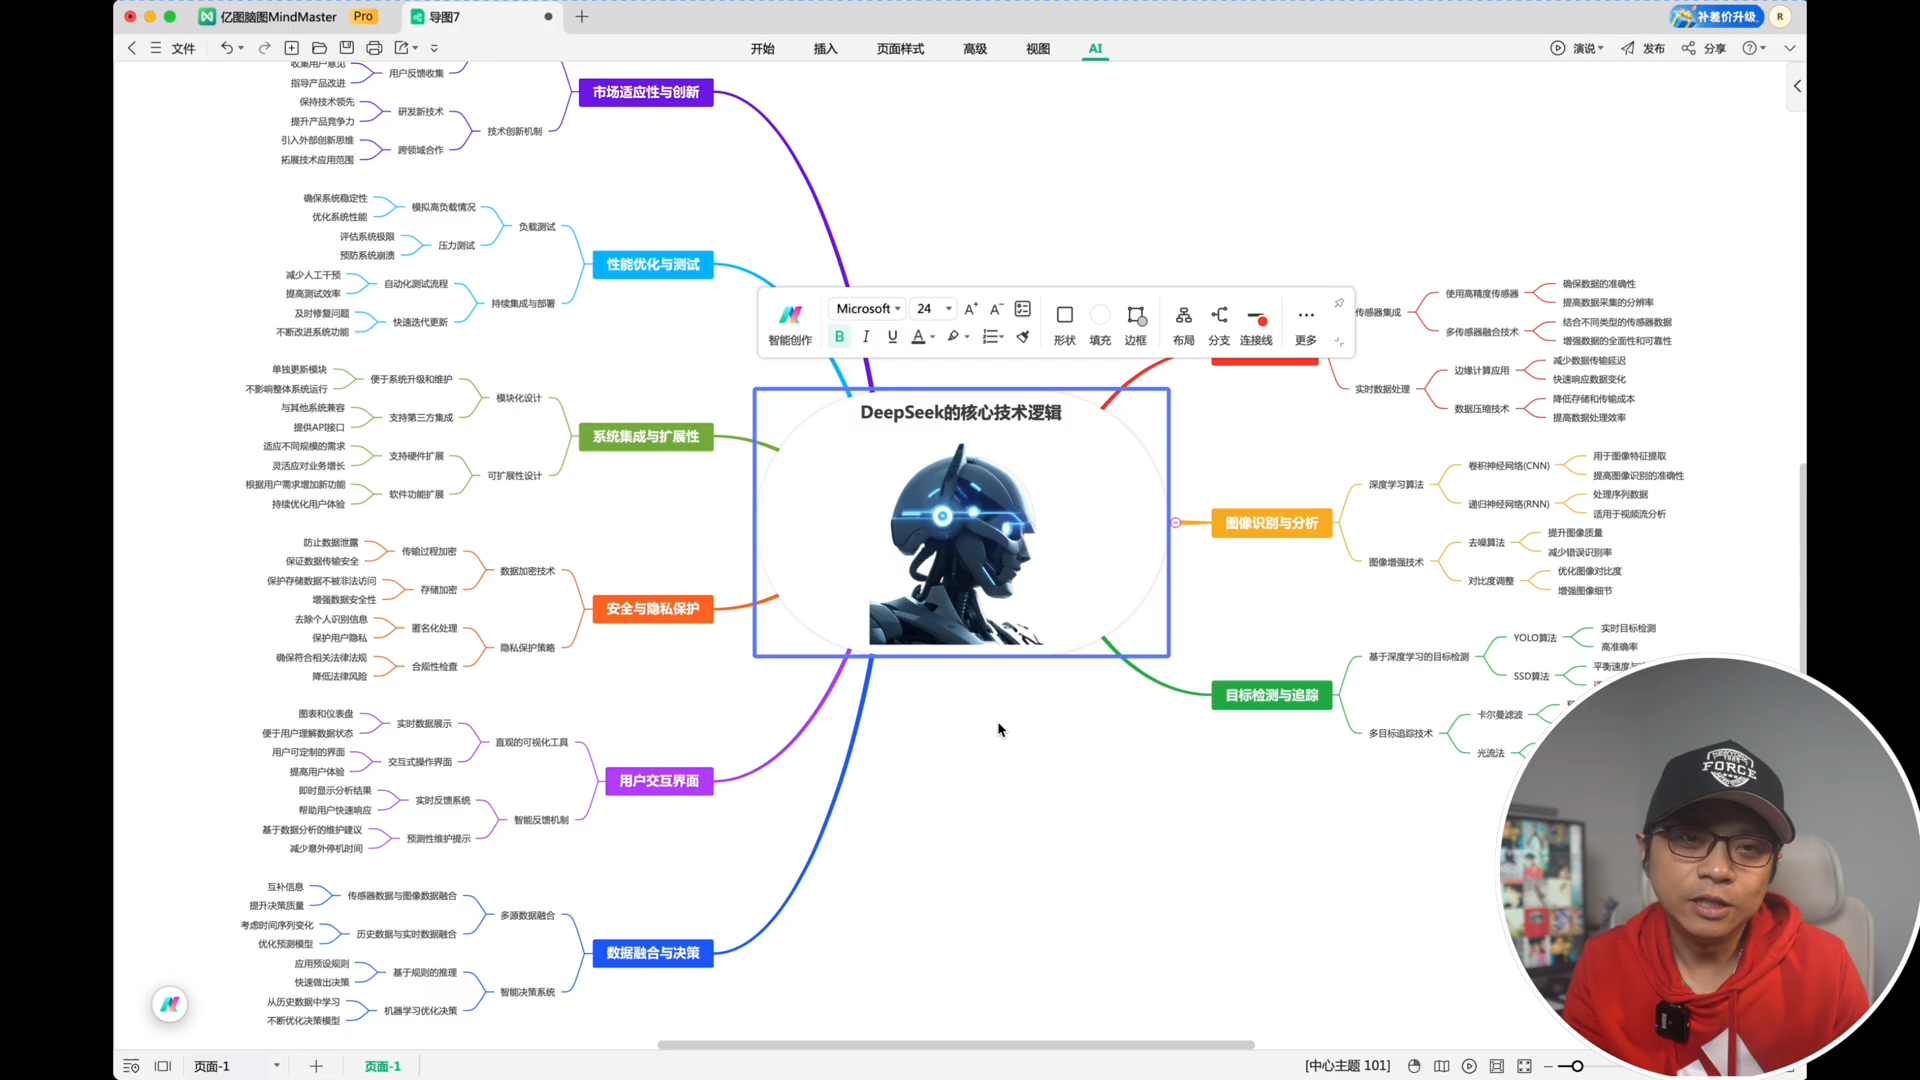 亿图脑图MindMaster
Pro
导图7
补差价升级
R
文件
开始
插入
页面样式
高级
视图
AI
演说
发布
分享
收集用户意见
指导产品改进
用户反馈收集
保持技术领先
提升产品竞争力
研发新技术
引入外部创新思维
拓展技术应用范围
跨领域合作
技术创新机制
市场适应性与创新
确保系统稳定性
优化系统性能
模拟高负载情况
评估系统极限
预防系统崩溃
压力测试
负载测试
减少人工干预
提高测试效率
自动化测试流程
及时修复问题
不断改进系统功能
快速迭代更新
持续集成与部署
性能优化与测试
单独更新模块
不影响整体系统运行
便于系统升级和维护
与其他系统兼容
提供API接口
支持第三方集成
模块化设计
适应不同规模的需求
灵活应对业务增长
支持硬件扩展
根据用户需求增加新功能
持续优化用户体验
软件功能扩展
可扩展性设计
系统集成与扩展性
防止数据泄露
保证数据传输安全
传输过程加密
保护存储数据不被非法访问
增强数据安全性
存储加密
数据加密技术
去除个人识别信息
保护用户隐私
匿名化处理
确保符合相关法律法规
降低法律风险
合规性检查
隐私保护策略
安全与隐私保护
图表和仪表盘
便于用户理解数据状态
实时数据展示
用户可定制的界面
提高用户体验
交互式操作界面
直观的可视化工具
即时显示分析结果
帮助用户快速响应
实时反馈系统
基于数据分析的维护建议
减少意外停机时间
预测性维护提示
智能反馈机制
用户交互界面
互补信息
提升决策质量
传感器数据与图像数据融合
考虑时间序列变化
优化预测模型
历史数据与实时数据融合
多源数据融合
应用预设规则
快速做出决策
基于规则的推理
从历史数据中学习
不断优化决策模型
机器学习优化决策
智能决策系统
数据融合与决策
智能创作
Microsoft
24
A+
A-
B
I
U
A
形状
填充
边框
布局
分支
连接线
更多
DeepSeek的核心技术逻辑
传感器集成
使用高精度传感器
确保数据的准确性
提高数据采集的分辨率
多传感器融合技术
结合不同类型的传感器数据
增强数据的全面性和可靠性
实时数据处理
边缘计算应用
减少数据传输延迟
快速响应数据变化
数据压缩技术
降低存储和传输成本
提高数据处理效率
图像识别与分析
深度学习算法
卷积神经网络(CNN)
用于图像特征提取
提高图像识别的准确性
递归神经网络(RNN)
处理序列数据
适用于视频流分析
图像增强技术
去噪算法
提升图像质量
减少错误识别率
对比度调整
优化图像对比度
增强图像细节
目标检测与追踪
基于深度学习的目标检测
YOLO算法
实时目标检测
高准确率
SSD算法
平衡速度与
多目标追踪技术
卡尔曼滤波
光流法
FORCE
页面-1
页面-1
[中心主题 101]